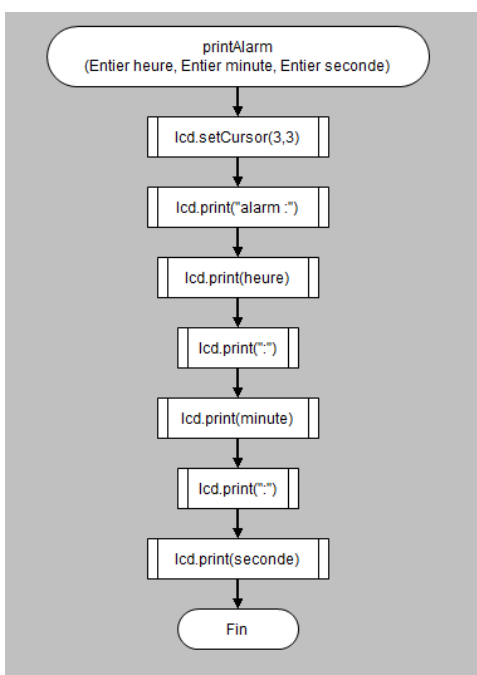 printAlarm
(Entier heure, Entier minute, Entier seconde)
lcd.setCursor(3,3)
lcd.print("alarm :")
lcd.print(heure)
lcd.print(":")
lcd.print(minute)
lcd.print(":")
lcd.print(seconde)
Fin